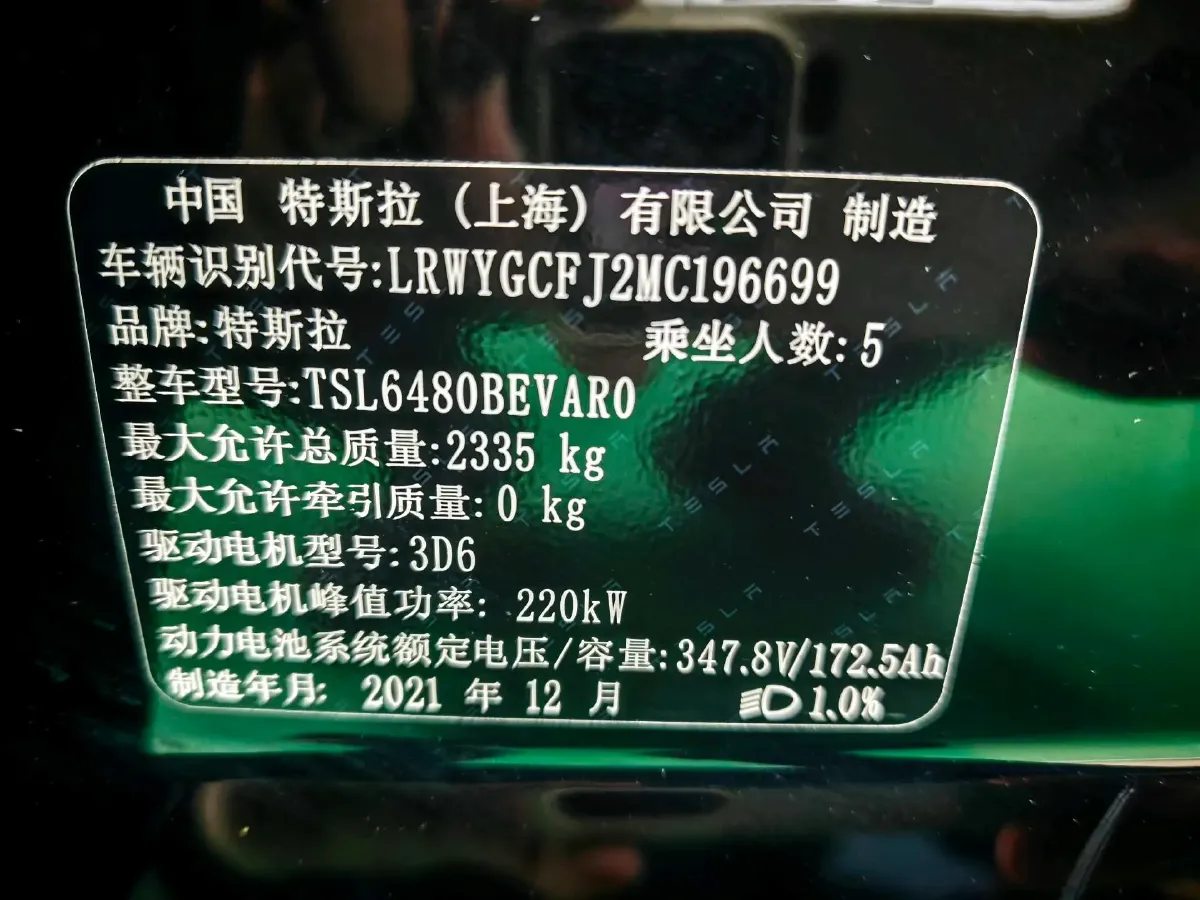 中国 特斯拉 (上海) 有限公司 制造
车辆识别代号:LRWYGCFJ2MC196699
品牌:特斯拉 乘坐人数:5
整车型号:TSL6480BEVAR0
最大允许总质量:2335 kg
最大允许牵引质量:0 kg
驱动电机型号:3D6
驱动电机峰值功率: 220kW
动力电池系统额定电压/容量:347.8V/172.5Ah
制造年月: 2021 年 12 月 1.0%
TESLA
TESLA
TESLA